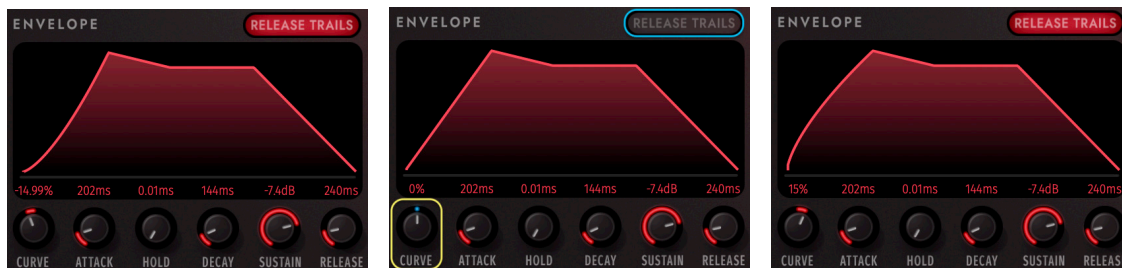 ENVELOPE RELEASE TRAILS
-14.99% 202ms 0.01ms 144ms -7.4dB 240ms
CURVE ATTACK HOLD DECAY SUSTAIN RELEASE
ENVELOPE RELEASE TRAILS
0% 202ms 0.01ms 144ms -7.4dB 240ms
CURVE ATTACK HOLD DECAY SUSTAIN RELEASE
ENVELOPE RELEASE TRAILS
15% 202ms 0.01ms 144ms -7.4dB 240ms
CURVE ATTACK HOLD DECAY SUSTAIN RELEAS